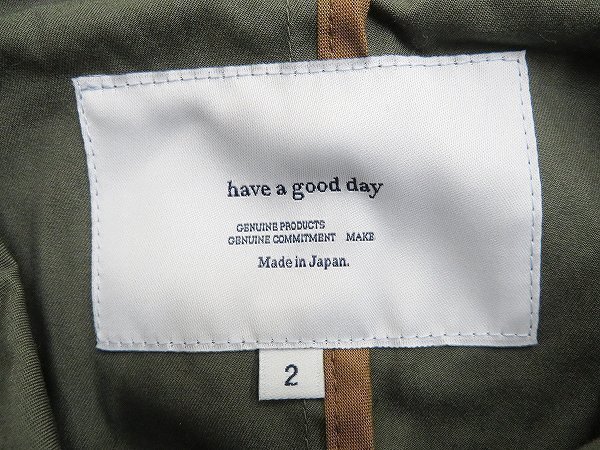 have a good day
GENUINE PRODUCTS
GENUINE COMMITMENT MAKE
Made in Japan.
2